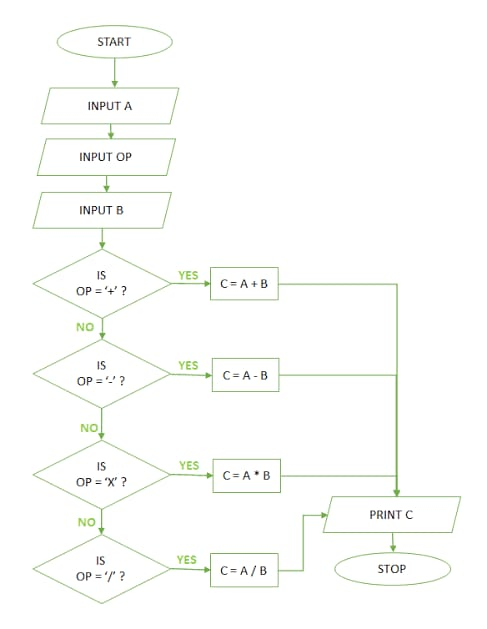 START
INPUT A
INPUT OP
INPUT B
IS
OP = ‘+’ ?
YES
C = A + B
NO
IS
OP = ‘-’ ?
YES
C = A - B
NO
IS
OP = ‘X’ ?
YES
C = A * B
NO
IS
OP = ‘/’ ?
YES
C = A / B
PRINT C
STOP